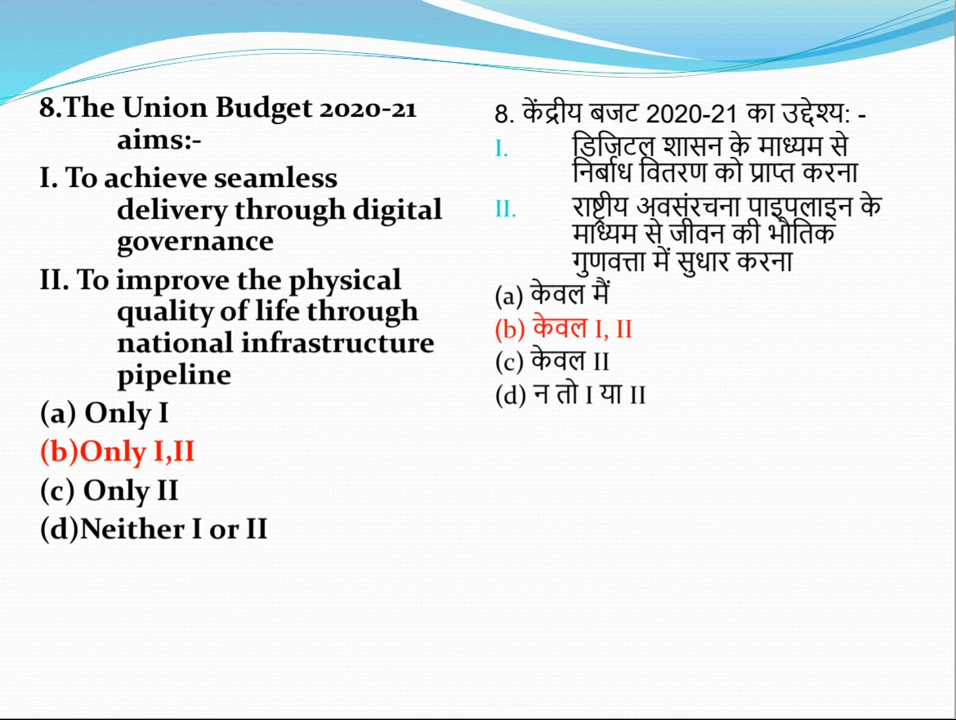 8.The Union Budget 2020-21
aims:-
I. To achieve seamless
delivery through digital
governance
II. To improve the physical
quality of life through
national infrastructure
pipeline
(a) Only I
(b)Only I,II
(c) Only II
(d)Neither I or II
8. केंद्रीय बजट 2020-21 का उद्देश्य: -
I. डिजिटल शासन के माध्यम से
निर्बाध वितरण को प्राप्त करना
II. राष्ट्रीय अवसंरचना पाइपलाइन के
माध्यम से जीवन की भौतिक
गुणवत्ता में सुधार करना
(a) केवल मैं
(b) केवल I, II
(c) केवल II
(d) न तो I या II